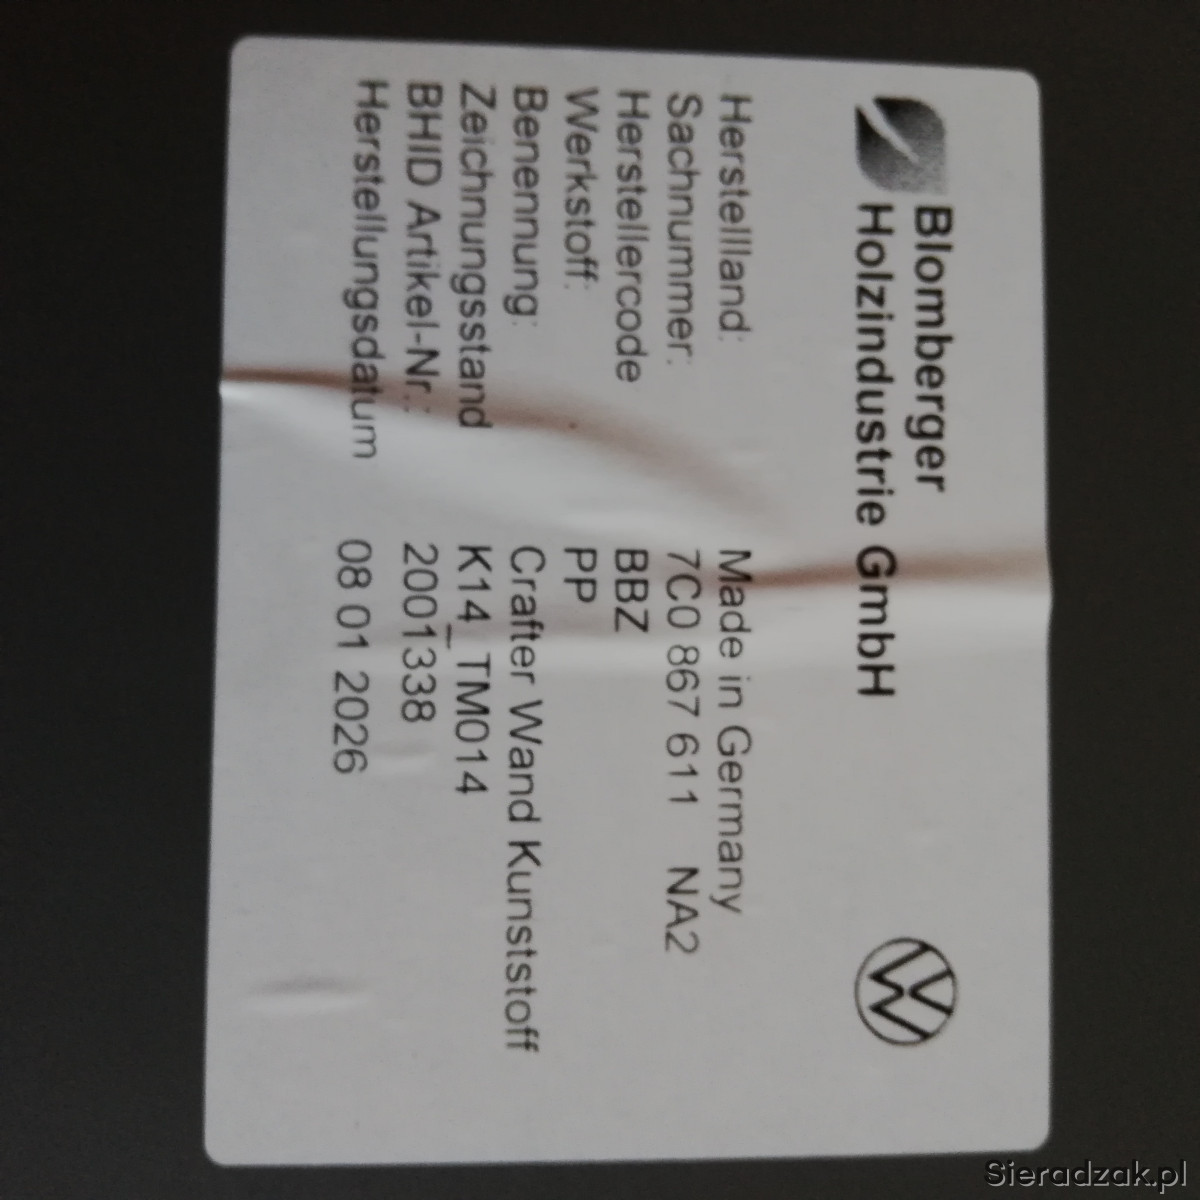 Blomberger
Holzindustrie GmbH
Herstellland: Made in Germany
Sachnummer: 7C0 867 611 NA2
Herstellercode BBZ
Werkstoff: PP
Benennung: Crafter Wand Kunststoff
Zeichnungsstand K14_TM014
BHID Artikel-Nr.: 2001338
Herstellungsdatum 08 01 2026
Sieradzak.pl